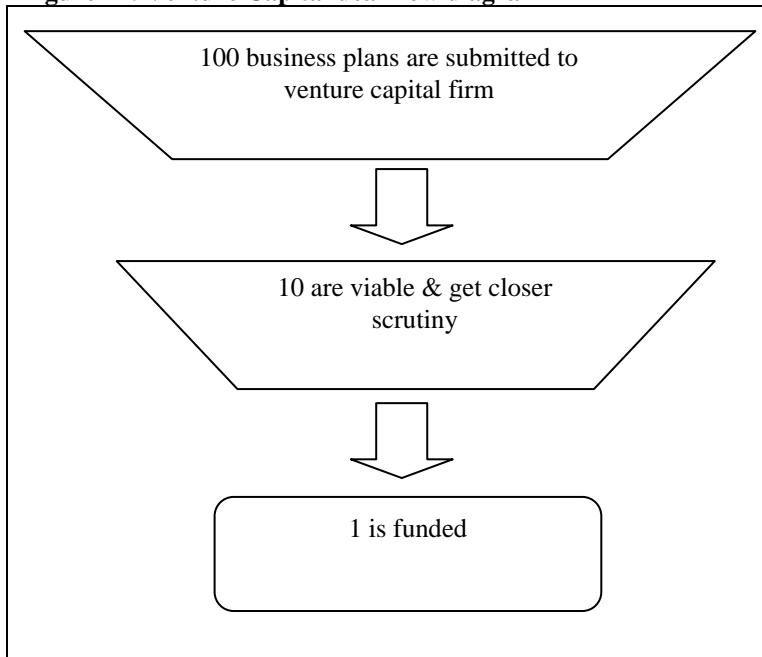 100 business plans are submitted to
venture capital firm
10 are viable & get closer
scrutiny
1 is funded